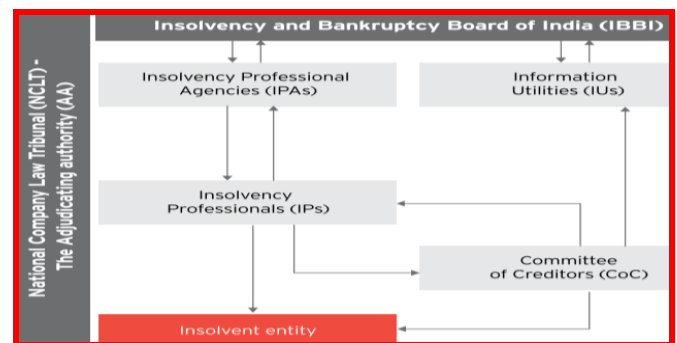 Insolvency and Bankruptcy Board of India (IBBI)
National Company Law Tribunal (NCLT) -
The Adjudicating authority (AA)
Insolvency Professional
Agencies (IPAs)
Information
Utilities (IUs)
Insolvency
Professionals (IPs)
Committee
of Creditors (CoC)
Insolvent entity